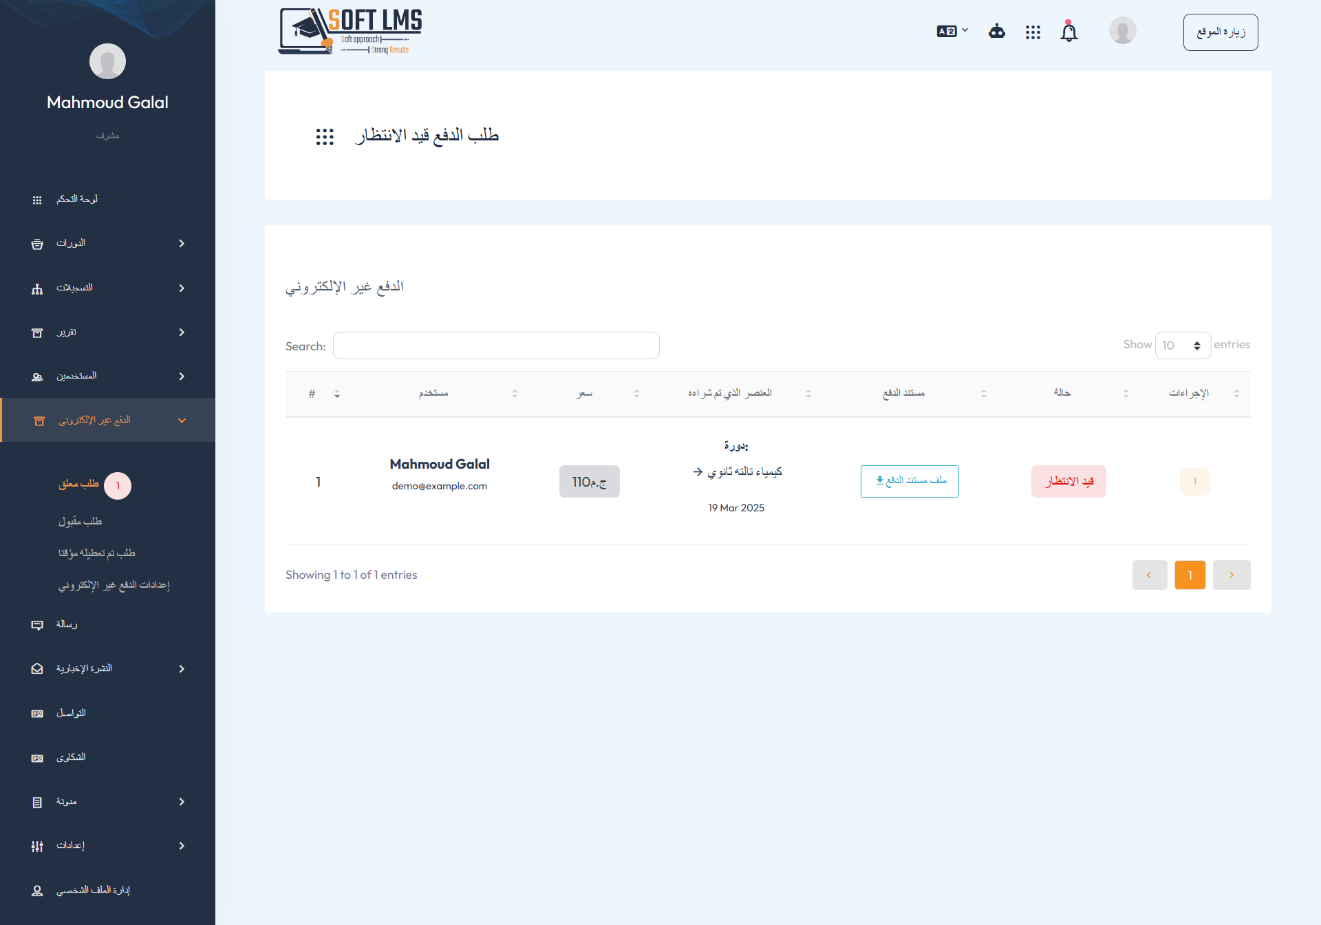 Mahmoud Galal
مشرف
لوحة التحكم
الدورات
التسجيلات
تقرير
المستخدمين
الدفع غير الإلكتروني
طلب معلق 1
طلب مقبول
طلب تم تعطيله مؤقتا
إعدادات الدفع غير الإلكتروني
رسالة
النشرة الإخبارية
التواصل
الشكاوى
مدونة
إعدادات
إدارة الملف الشخصي
SOFT LMS
Soft approach
Strong Results
زيارة الموقع
طلب الدفع قيد الانتظار
الدفع غير الإلكتروني
Search:
Show 10 entries
# مستخدم سعر العنصر الذي تم شراءه مستند الدفع حالة الإجراءات
1
Mahmoud Galal
demo@example.com
ج.م110
دورة:
كيمياء تالته ثانوي →
19 Mar 2025
ملف مستند الدفع
قيد الانتظار
Showing 1 to 1 of 1 entries
‹ 1 ›